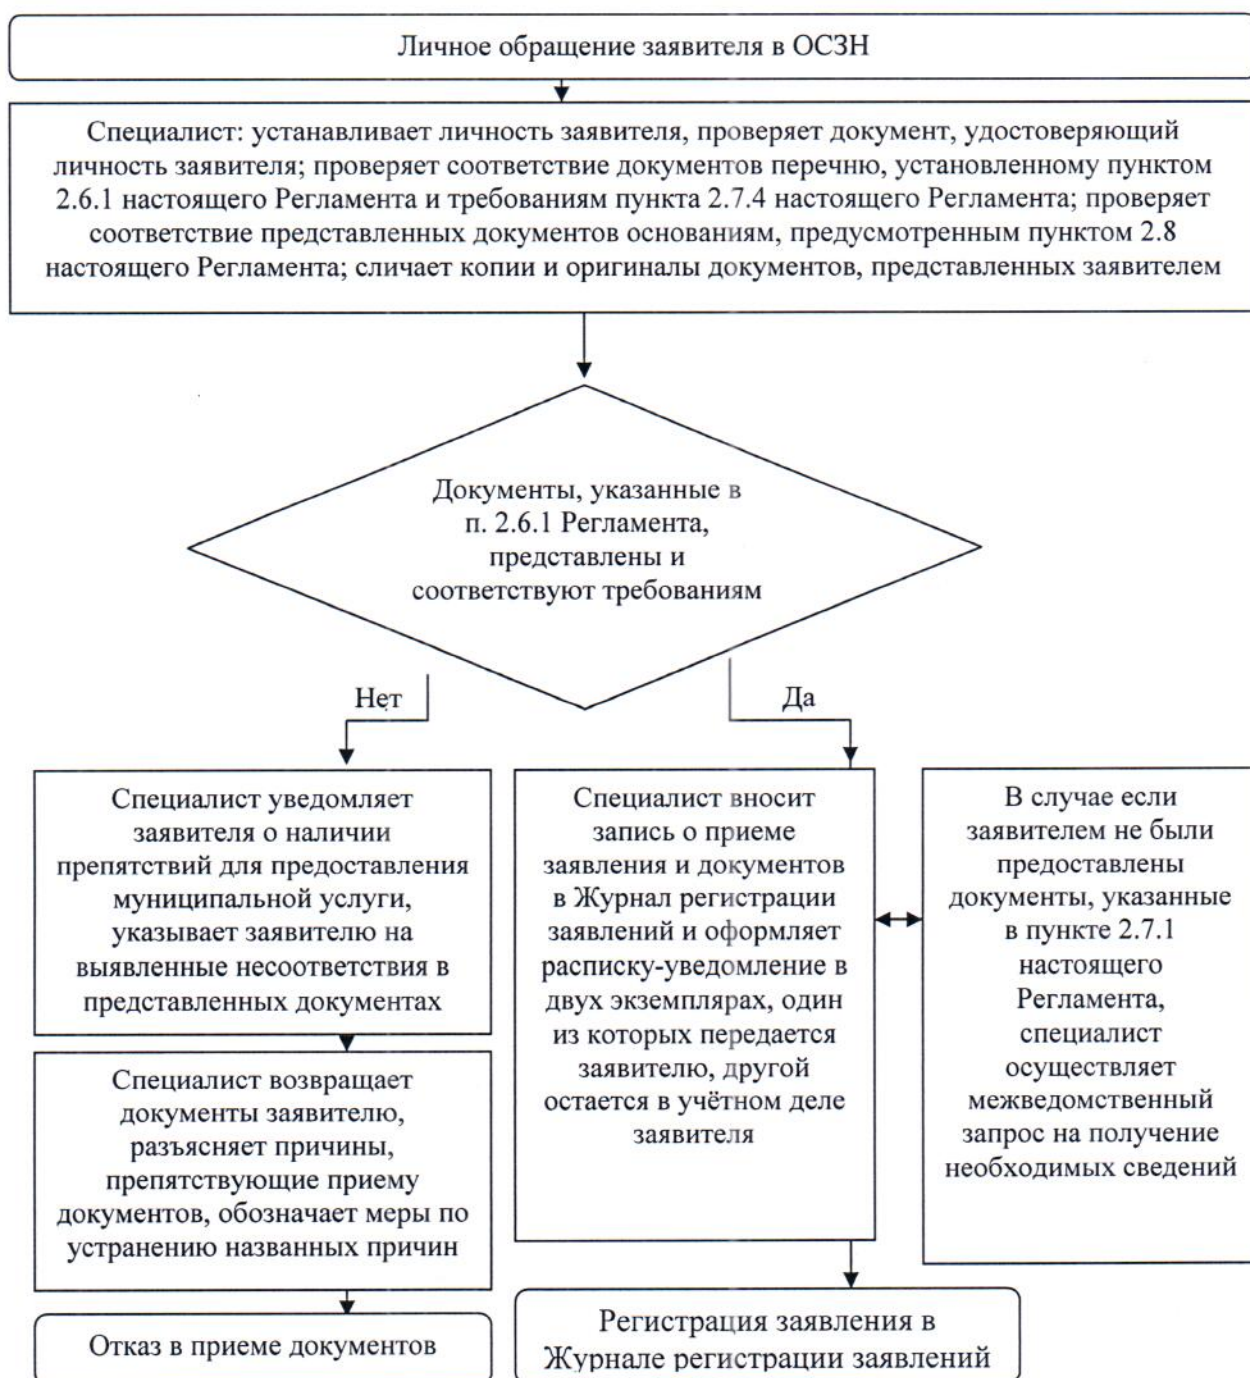 Личное обращение заявителя в ОСЗН
Специалист: устанавливает личность заявителя, проверяет документ, удостоверяющий
личность заявителя; проверяет соответствие документов перечню, установленному пунктом
2.6.1 настоящего Регламента и требованиям пункта 2.7.4 настоящего Регламента; проверяет
соответствие представленных документов основаниям, предусмотренным пунктом 2.8
настоящего Регламента; сличает копии и оригиналы документов, представленных заявителем
Документы, указанные в
п. 2.6.1 Регламента,
представлены и
соответствуют требованиям
Нет
Да
Специалист уведомляет
заявителя о наличии
препятствий для предоставления
муниципальной услуги,
указывает заявителю на
выявленные несоответствия в
представленных документах
Специалист возвращает
документы заявителю,
разъясняет причины,
препятствующие приему
документов, обозначает меры по
устранению названных причин
Отказ в приеме документов
Специалист вносит
запись о приеме
заявления и документов
в Журнал регистрации
заявлений и оформляет
расписку-уведомление в
двух экземплярах, один
из которых передается
заявителю, другой
остается в учётном деле
заявителя
Регистрация заявления в
Журнале регистрации заявлений
В случае если
заявителем не были
предоставлены
документы, указанные
в пункте 2.7.1
настоящего
Регламента,
специалист
осуществляет
межведомственный
запрос на получение
необходимых сведений